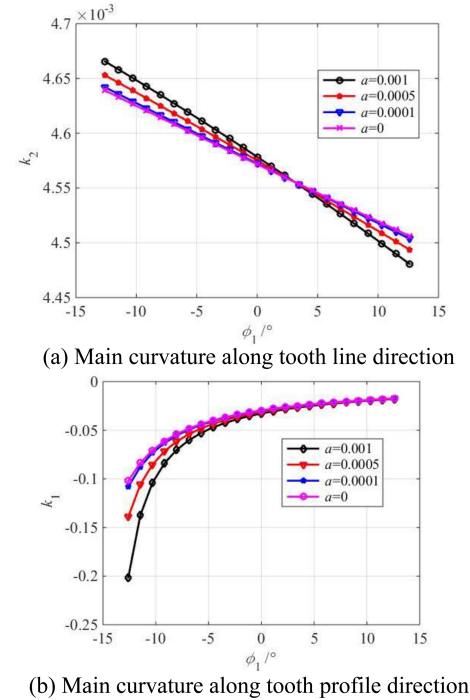 4.7 ×10⁻³
4.65
4.6
4.55
4.5
4.45
k₂
a=0.001
a=0.0005
a=0.0001
a=0
-15 -10 -5 0 5 10 15
ϕ₁/°
(a) Main curvature along tooth line direction
0
-0.05
-0.1
-0.15
-0.2
-0.25
k₁
a=0.001
a=0.0005
a=0.0001
a=0
-15 -10 -5 0 5 10 15
ϕ₁/°
(b) Main curvature along tooth profile direction